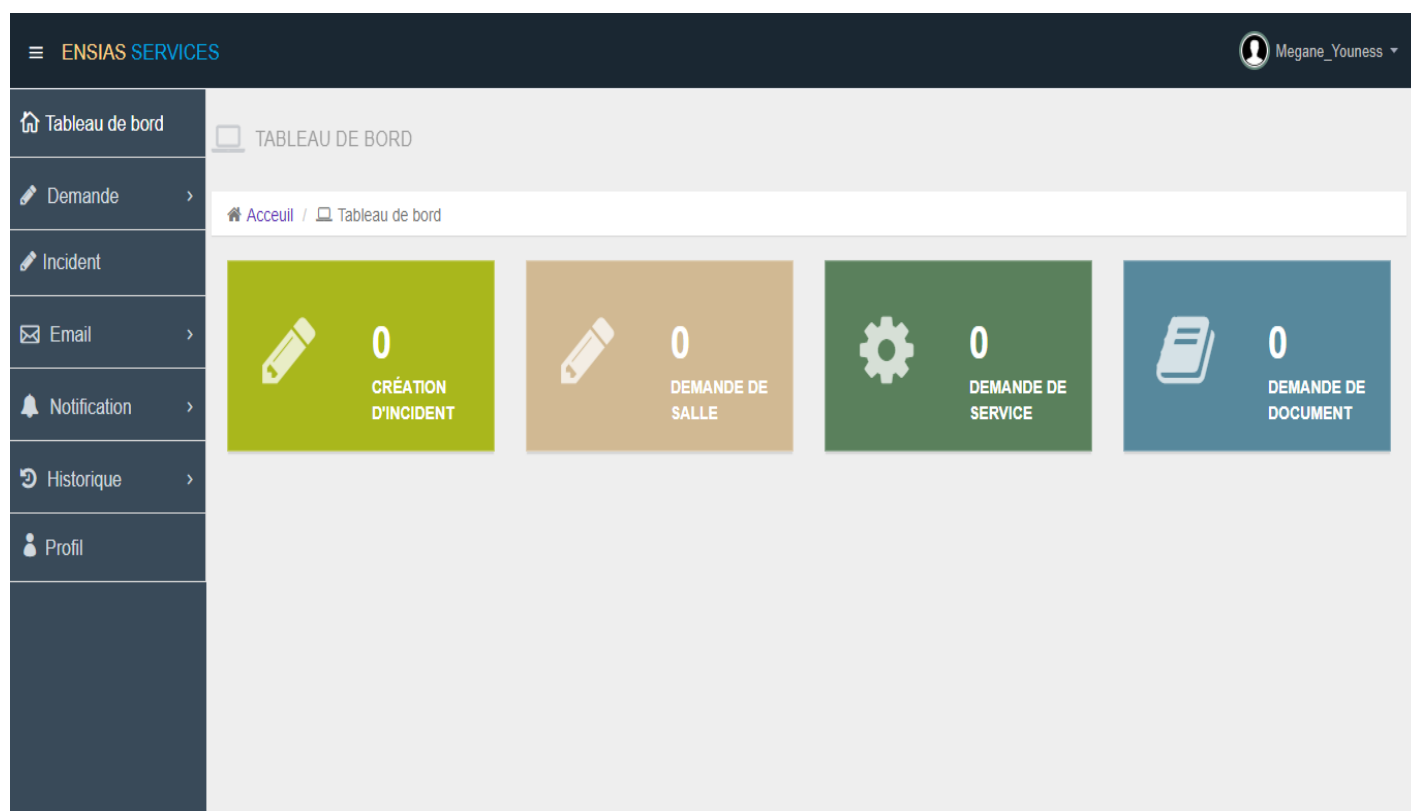 ENSIAS SERVICES
Megane_Youness
Tableau de bord
Demande
Incident
Email
Notification
Historique
Profil
TABLEAU DE BORD
Acceuil / Tableau de bord
0
CRÉATION
D'INCIDENT
0
DEMANDE DE
SALLE
0
DEMANDE DE
SERVICE
0
DEMANDE DE
DOCUMENT